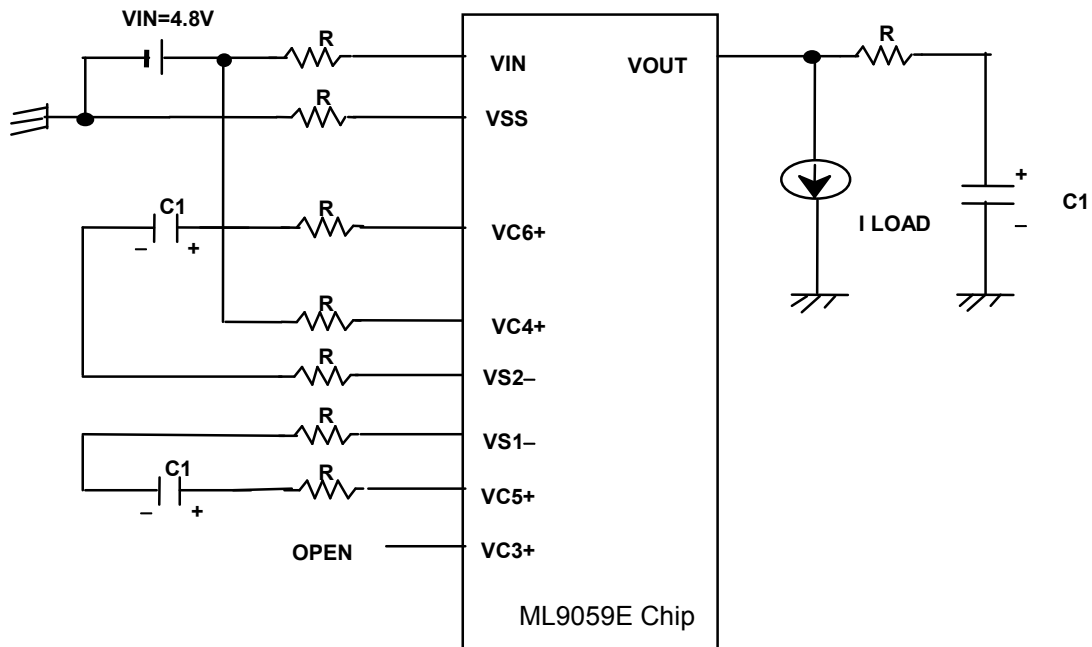 VIN=4.8V
R
VIN
VOUT
R
R
VSS
C1
– +
R
VC6+
I LOAD
+
–
C1
R
VC4+
R
VS2–
R
VS1–
C1
– +
R
VC5+
OPEN
VC3+
ML9059E Chip